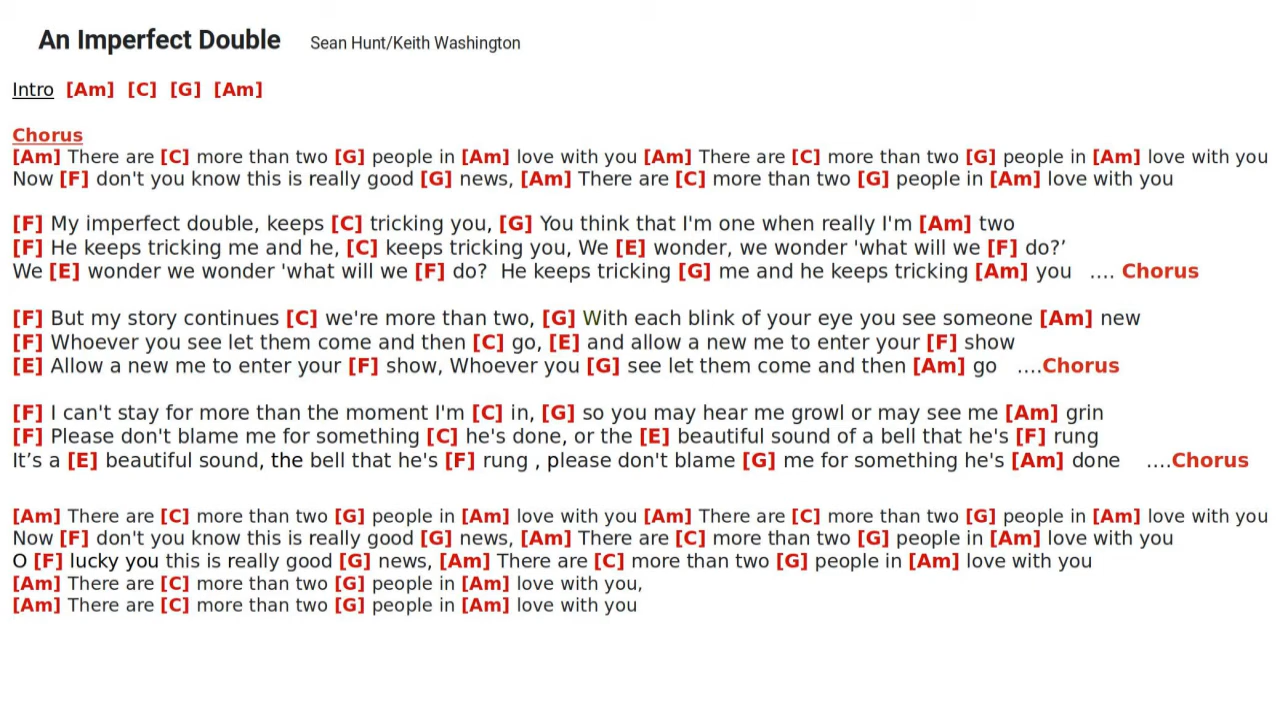 An Imperfect Double Sean Hunt/Keith Washington
Intro [Am] [C] [G] [Am]
Chorus
[Am] There are [C] more than two [G] people in [Am] love with you [Am] There are [C] more than two [G] people in [Am] love with you
Now [F] don't you know this is really good [G] news, [Am] There are [C] more than two [G] people in [Am] love with you
[F] My imperfect double, keeps [C] tricking you, [G] You think that I'm one when really I'm [Am] two
[F] He keeps tricking me and he, [C] keeps tricking you, We [E] wonder, we wonder 'what will we [F] do?’
We [E] wonder we wonder 'what will we [F] do? He keeps tricking [G] me and he keeps tricking [Am] you .... Chorus
[F] But my story continues [C] we're more than two, [G] With each blink of your eye you see someone [Am] new
[F] Whoever you see let them come and then [C] go, [E] and allow a new me to enter your [F] show
[E] Allow a new me to enter your [F] show, Whoever you [G] see let them come and then [Am] go ....Chorus
[F] I can't stay for more than the moment I'm [C] in, [G] so you may hear me growl or may see me [Am] grin
[F] Please don't blame me for something [C] he's done, or the [E] beautiful sound of a bell that he's [F] rung
It’s a [E] beautiful sound, the bell that he's [F] rung , please don't blame [G] me for something he's [Am] done ....Chorus
[Am] There are [C] more than two [G] people in [Am] love with you [Am] There are [C] more than two [G] people in [Am] love with you
Now [F] don't you know this is really good [G] news, [Am] There are [C] more than two [G] people in [Am] love with you
O [F] lucky you this is really good [G] news, [Am] There are [C] more than two [G] people in [Am] love with you
[Am] There are [C] more than two [G] people in [Am] love with you,
[Am] There are [C] more than two [G] people in [Am] love with you